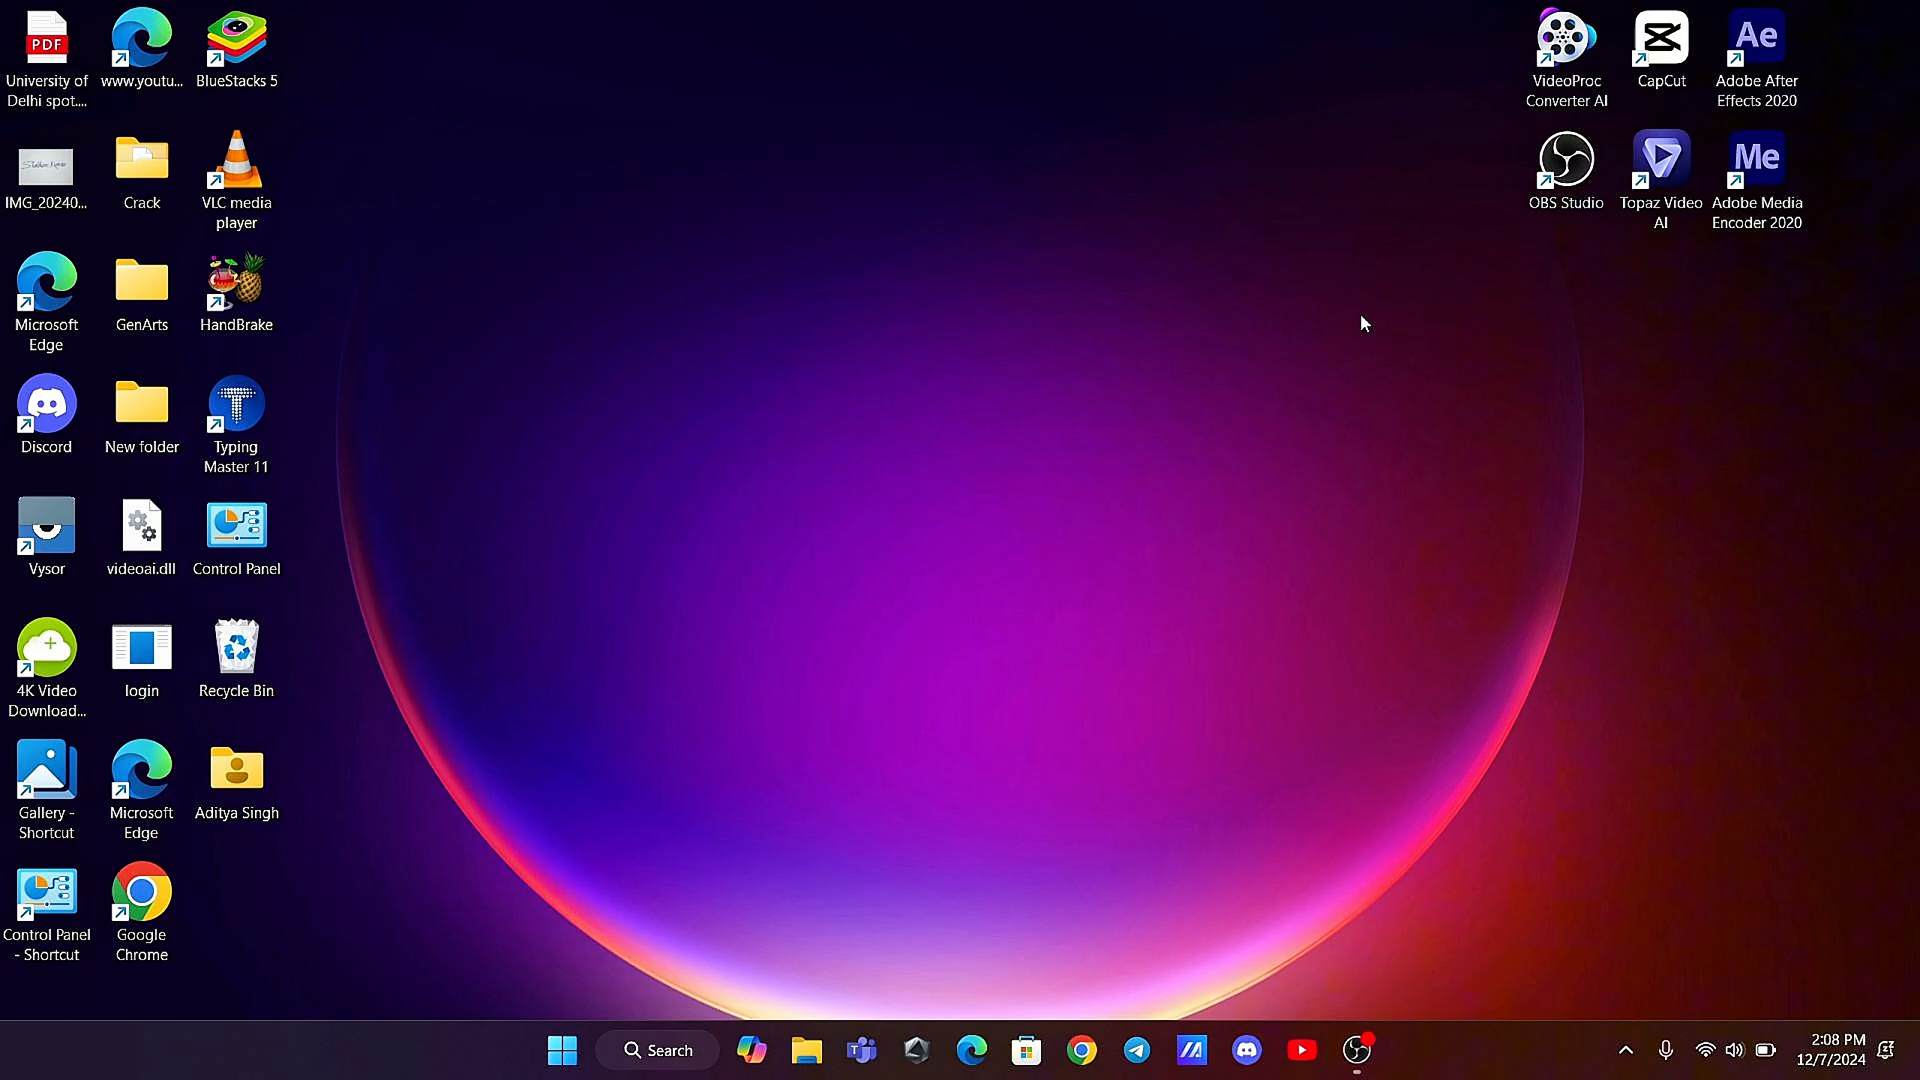 PDF
University of
Delhi spot....
www.youtu...
BlueStacks 5
IMG_20240...
Crack
VLC media
player
Microsoft
Edge
GenArts
HandBrake
Discord
New folder
T
Typing
Master 11
Vysor
videoai.dll
Control Panel
4K Video
Download...
login
Recycle Bin
Gallery -
Shortcut
Microsoft
Edge
Aditya Singh
Control Panel
- Shortcut
Google
Chrome
VideoProc
Converter AI
CapCut
Ae
Adobe After
Effects 2020
OBS Studio
Topaz Video
AI
Me
Adobe Media
Encoder 2020
Search
2:08 PM
12/7/2024